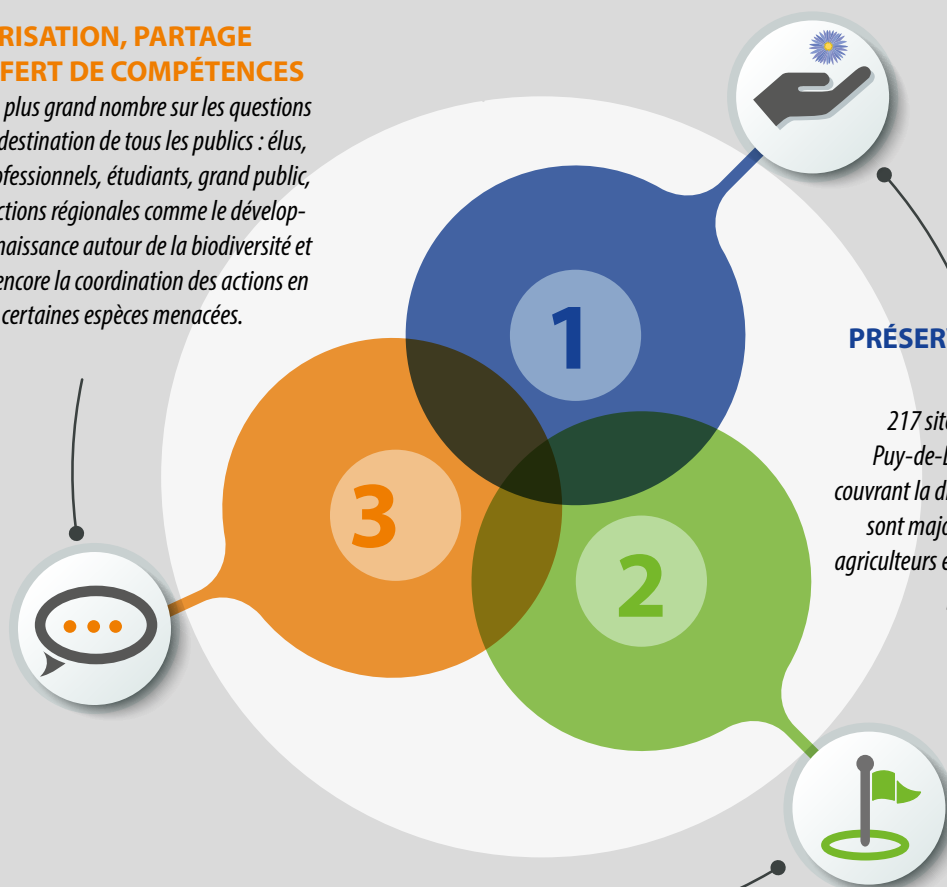 RISATION, PARTAGE
FERT DE COMPÉTENCES
plus grand nombre sur les questions
destination de tous les publics : élus,
ofessionnels, étudiants, grand public,
ctions régionales comme le dévelop-
naissance autour de la biodiversité et
encore la coordination des actions en
certaines espèces menacées.
1
PRÉSER
217 sit
Puy-de-
couvrant la d
sont majo
agriculteurs e
3
2